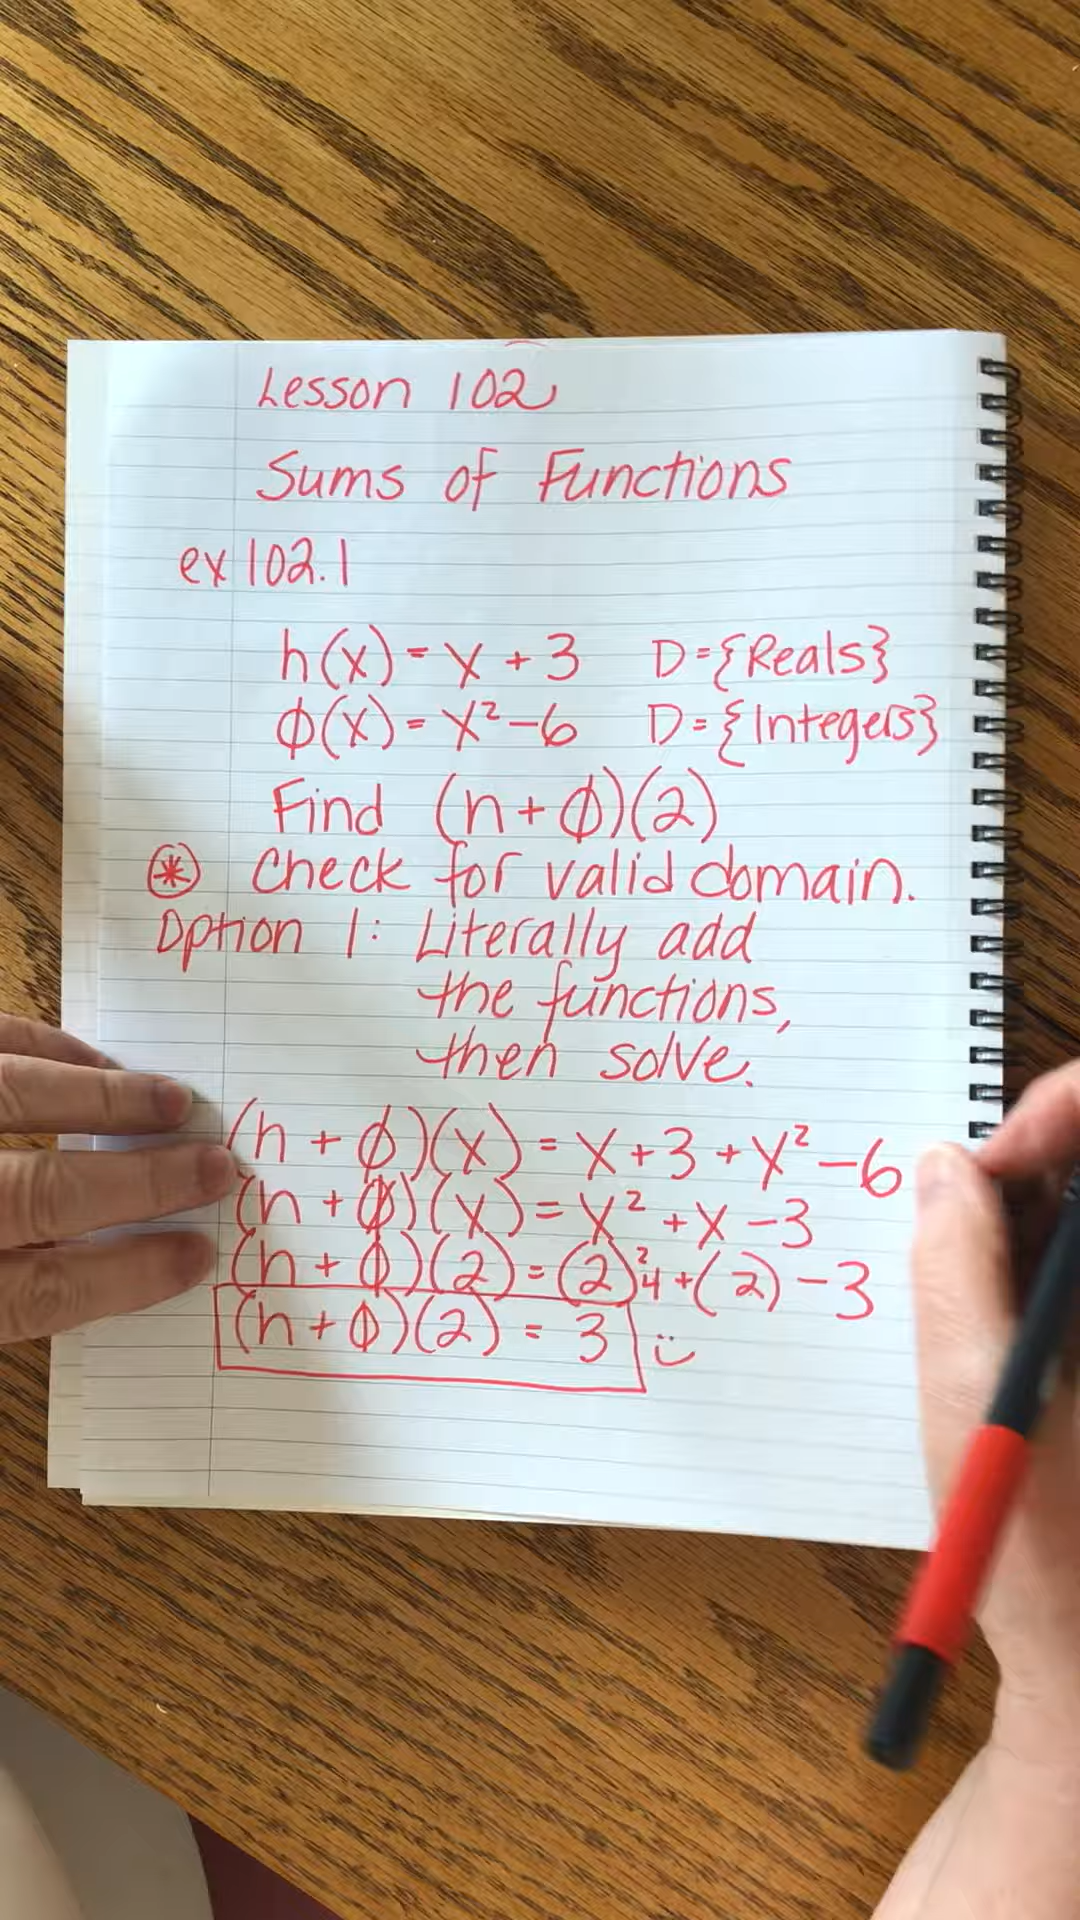 Lesson 102
Sums of Functions
ex 102.1
h(x) = x + 3 D = {Reals}
ϕ(x) = x² - 6 D = {Integers}
Find (h + ϕ)(2)
⊛ Check for valid domain.
Option 1: Literally add
the functions,
then solve.
(h + ϕ)(x) = x + 3 + x² - 6
(h + ϕ)(x) = x² + x - 3
(h + ϕ)(2) = (2)² 4 + (2) - 3
(h + ϕ)(2) = 3 :)